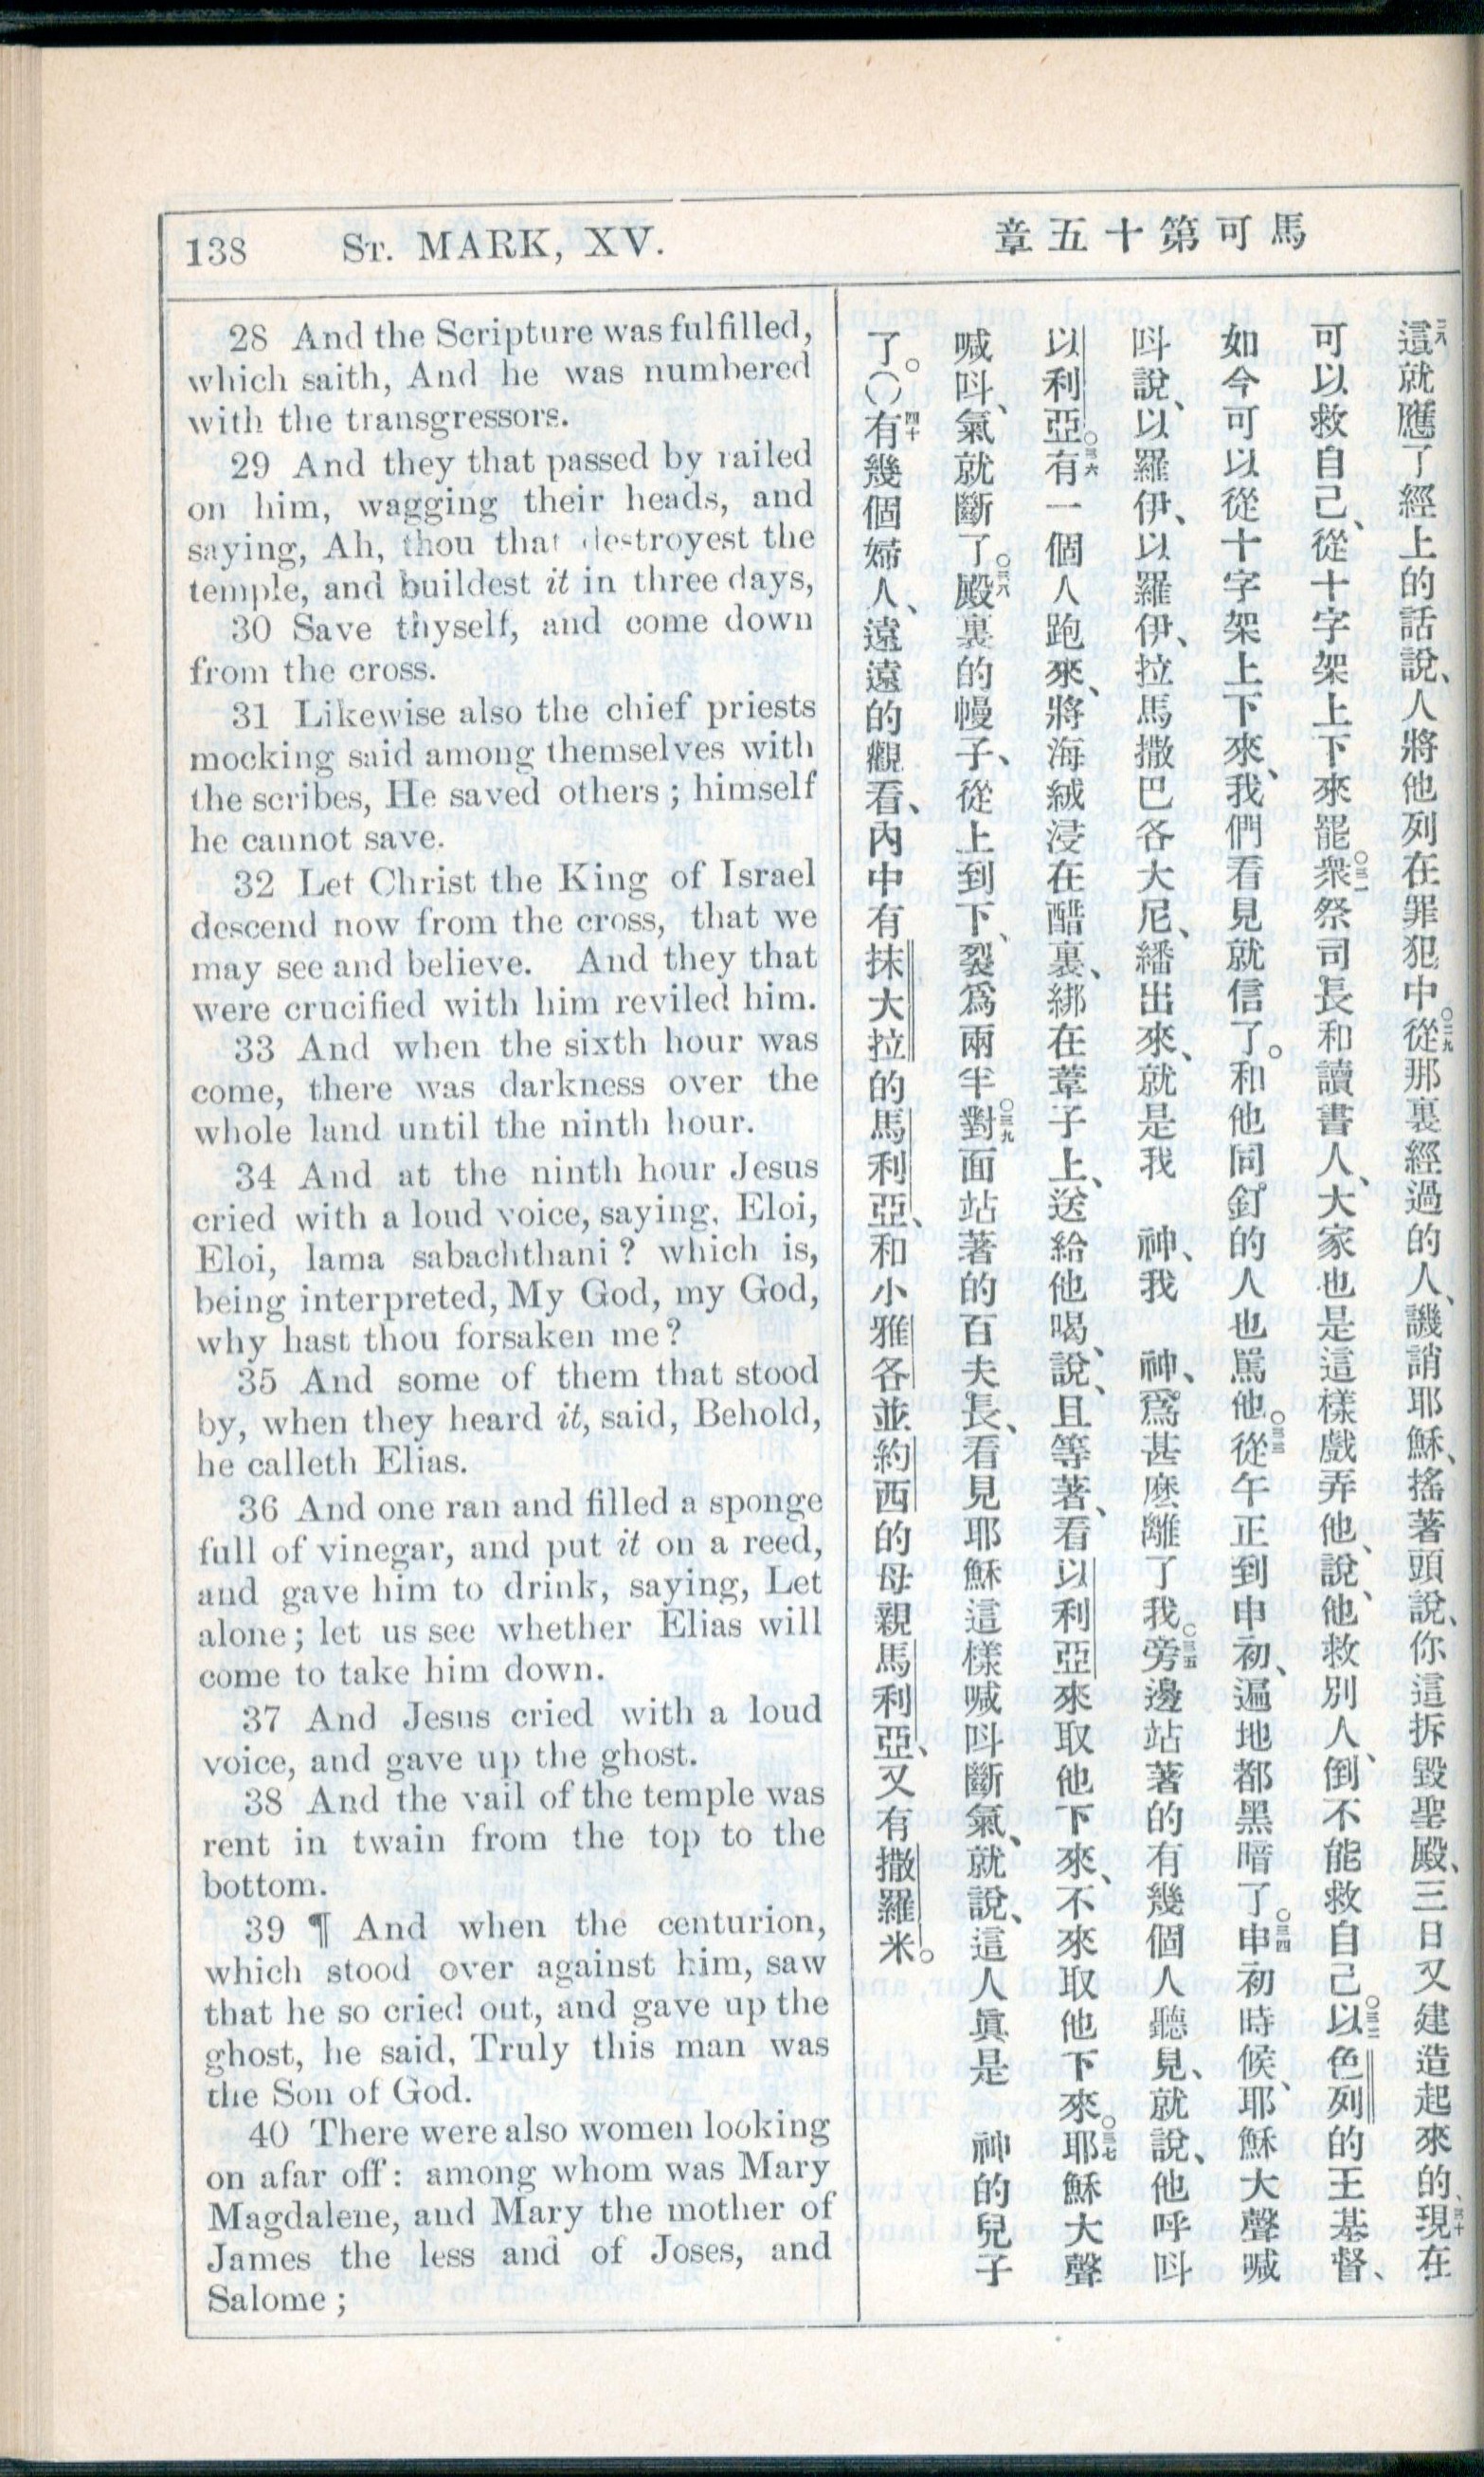 138 St. MARK, XV.
28 And the Scripture was fulfilled,
which saith, And he was numbered
with the transgressors.
29 And they that passed by railed
on him, wagging their heads, and
saying, Ah, thou that destroyest the
temple, and buildest it in three days,
30 Save thyself, and come down
from the cross.
31 Likewise also the chief priests
mocking said among themselves with
the scribes, He saved others; himself
he cannot save.
32 Let Christ the King of Israel
descend now from the cross, that we
may see and believe. And they that
were crucified with him reviled him.
33 And when the sixth hour was
come, there was darkness over the
whole land until the ninth hour.
34 And at the ninth hour Jesus
cried with a loud voice, saying, Eloi,
Eloi, lama sabachthani? which is,
being interpreted, My God, my God,
why hast thou forsaken me?
35 And some of them that stood
by, when they heard it, said, Behold,
he calleth Elias.
36 And one ran and filled a sponge
full of vinegar, and put it on a reed,
and gave him to drink, saying, Let
alone; let us see whether Elias will
come to take him down.
37 And Jesus cried with a loud
voice, and gave up the ghost.
38 And the vail of the temple was
rent in twain from the top to the
bottom.
39 ¶ And when the centurion,
which stood over against him, saw
that he so cried out, and gave up the
ghost, he said, Truly this man was
the Son of God.
40 There were also women looking
on afar off: among whom was Mary
Magdalene, and Mary the mother of
James the less and of Joses, and
Salome;
馬可第十五章
二八這就應了經上的話說、人將他列在罪犯中○二九從那裏經過的人、譏誚耶穌、搖著頭說、你這拆毀聖殿、三日又建造起來的、三十現在
可以救自己、從十字架上下來罷○三一衆祭司長和讀書人、大家也是這樣戲弄他、說、他救別人、倒不能救自己○三二以色列的王基督、
如今可以從十字架上下來、我們看見就信了。和他同釘的人也罵他○三三從午正到申初、遍地都黑暗了○三四申初時候、耶穌大聲喊
叫說、以羅伊、以羅伊、拉馬撒巴各大尼、繙出來、就是我 神、我 神、爲甚麼離了我○三五旁邊站著的有幾個人聽見、就說、他呼叫
以利亞○三六有一個人跑來、將海絨浸在醋裏、綁在葦子上、送給他喝、說、且等著、看以利亞來取他下來、不來取他下來○三七耶穌大聲
喊叫、氣就斷了○三八殿裏的幔子、從上到下、裂爲兩半○三九對面站著的百夫長、看見耶穌這樣喊叫斷氣、就說、這人眞是 神的兒子
了。○四十有幾個婦人、遠遠的觀看、內中有抹大拉的馬利亞、和小雅各並約西的母親馬利亞、又有撒羅米。